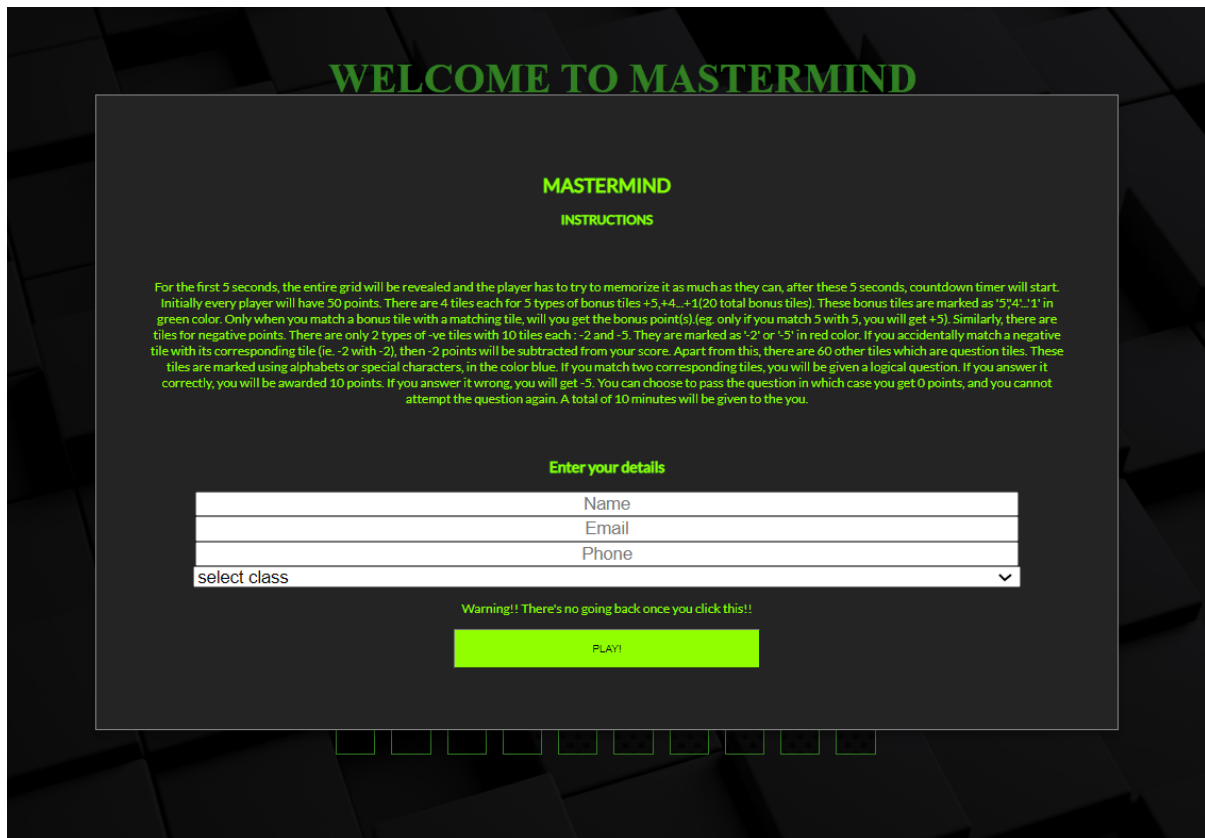 WELCOME TO MASTERMIND
MASTERMIND
INSTRUCTIONS
For the first 5 seconds, the entire grid will be revealed and the player has to try to memorize it as much as they can, after these 5 seconds, countdown timer will start.
Initially every player will have 50 points. There are 4 tiles each for 5 types of bonus tiles +5,+4...+1(20 total bonus tiles). These bonus tiles are marked as '5','4'...'1' in
green color. Only when you match a bonus tile with a matching tile, will you get the bonus point(s).(eg. only if you match 5 with 5, you will get +5). Similarly, there are
tiles for negative points. There are only 2 types of -ve tiles with 10 tiles each : -2 and -5. They are marked as '-2' or '-5' in red color. If you accidentally match a negative
tile with its corresponding tile (ie. -2 with -2), then -2 points will be subtracted from your score. Apart from this, there are 60 other tiles which are question tiles. These
tiles are marked using alphabets or special characters, in the color blue. If you match two corresponding tiles, you will be given a logical question. If you answer it
correctly, you will be awarded 10 points. If you answer it wrong, you will get -5. You can choose to pass the question in which case you get 0 points, and you cannot
attempt the question again. A total of 10 minutes will be given to the you.
Enter your details
Name
Email
Phone
select class
Warning!! There's no going back once you click this!!
PLAY!